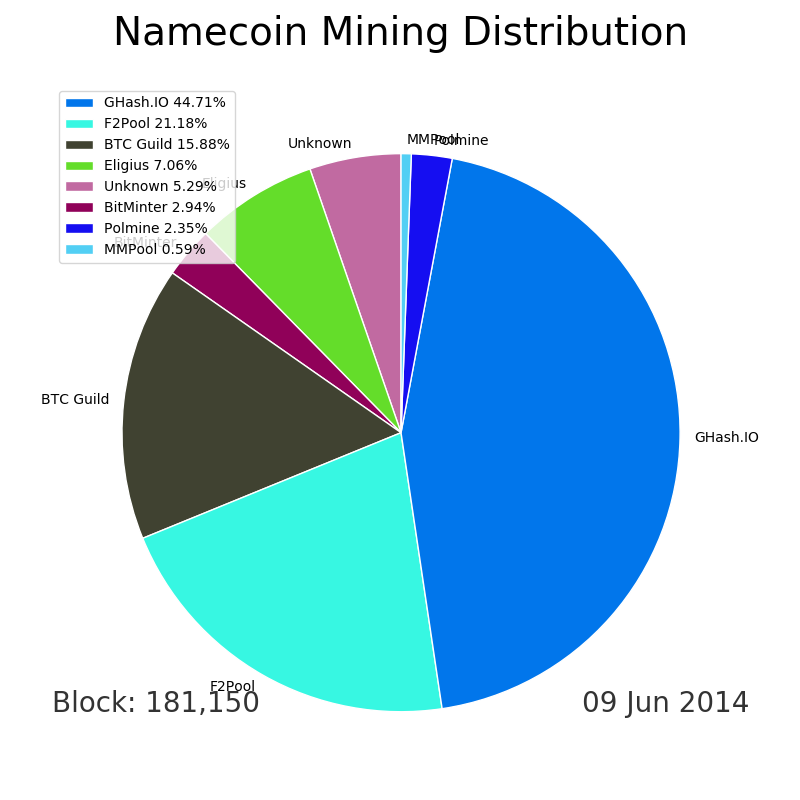 Namecoin Mining Distribution
GHash.IO 44.71%
F2Pool 21.18%
BTC Guild 15.88%
Eligius 7.06%
Unknown 5.29%
BitMinter 2.94%
Polmine 2.35%
MMPool 0.59%
Unknown
MMPool
Polmine
Eligius
BitMinter
BTC Guild
GHash.IO
F2Pool
Block: 181,150
09 Jun 2014